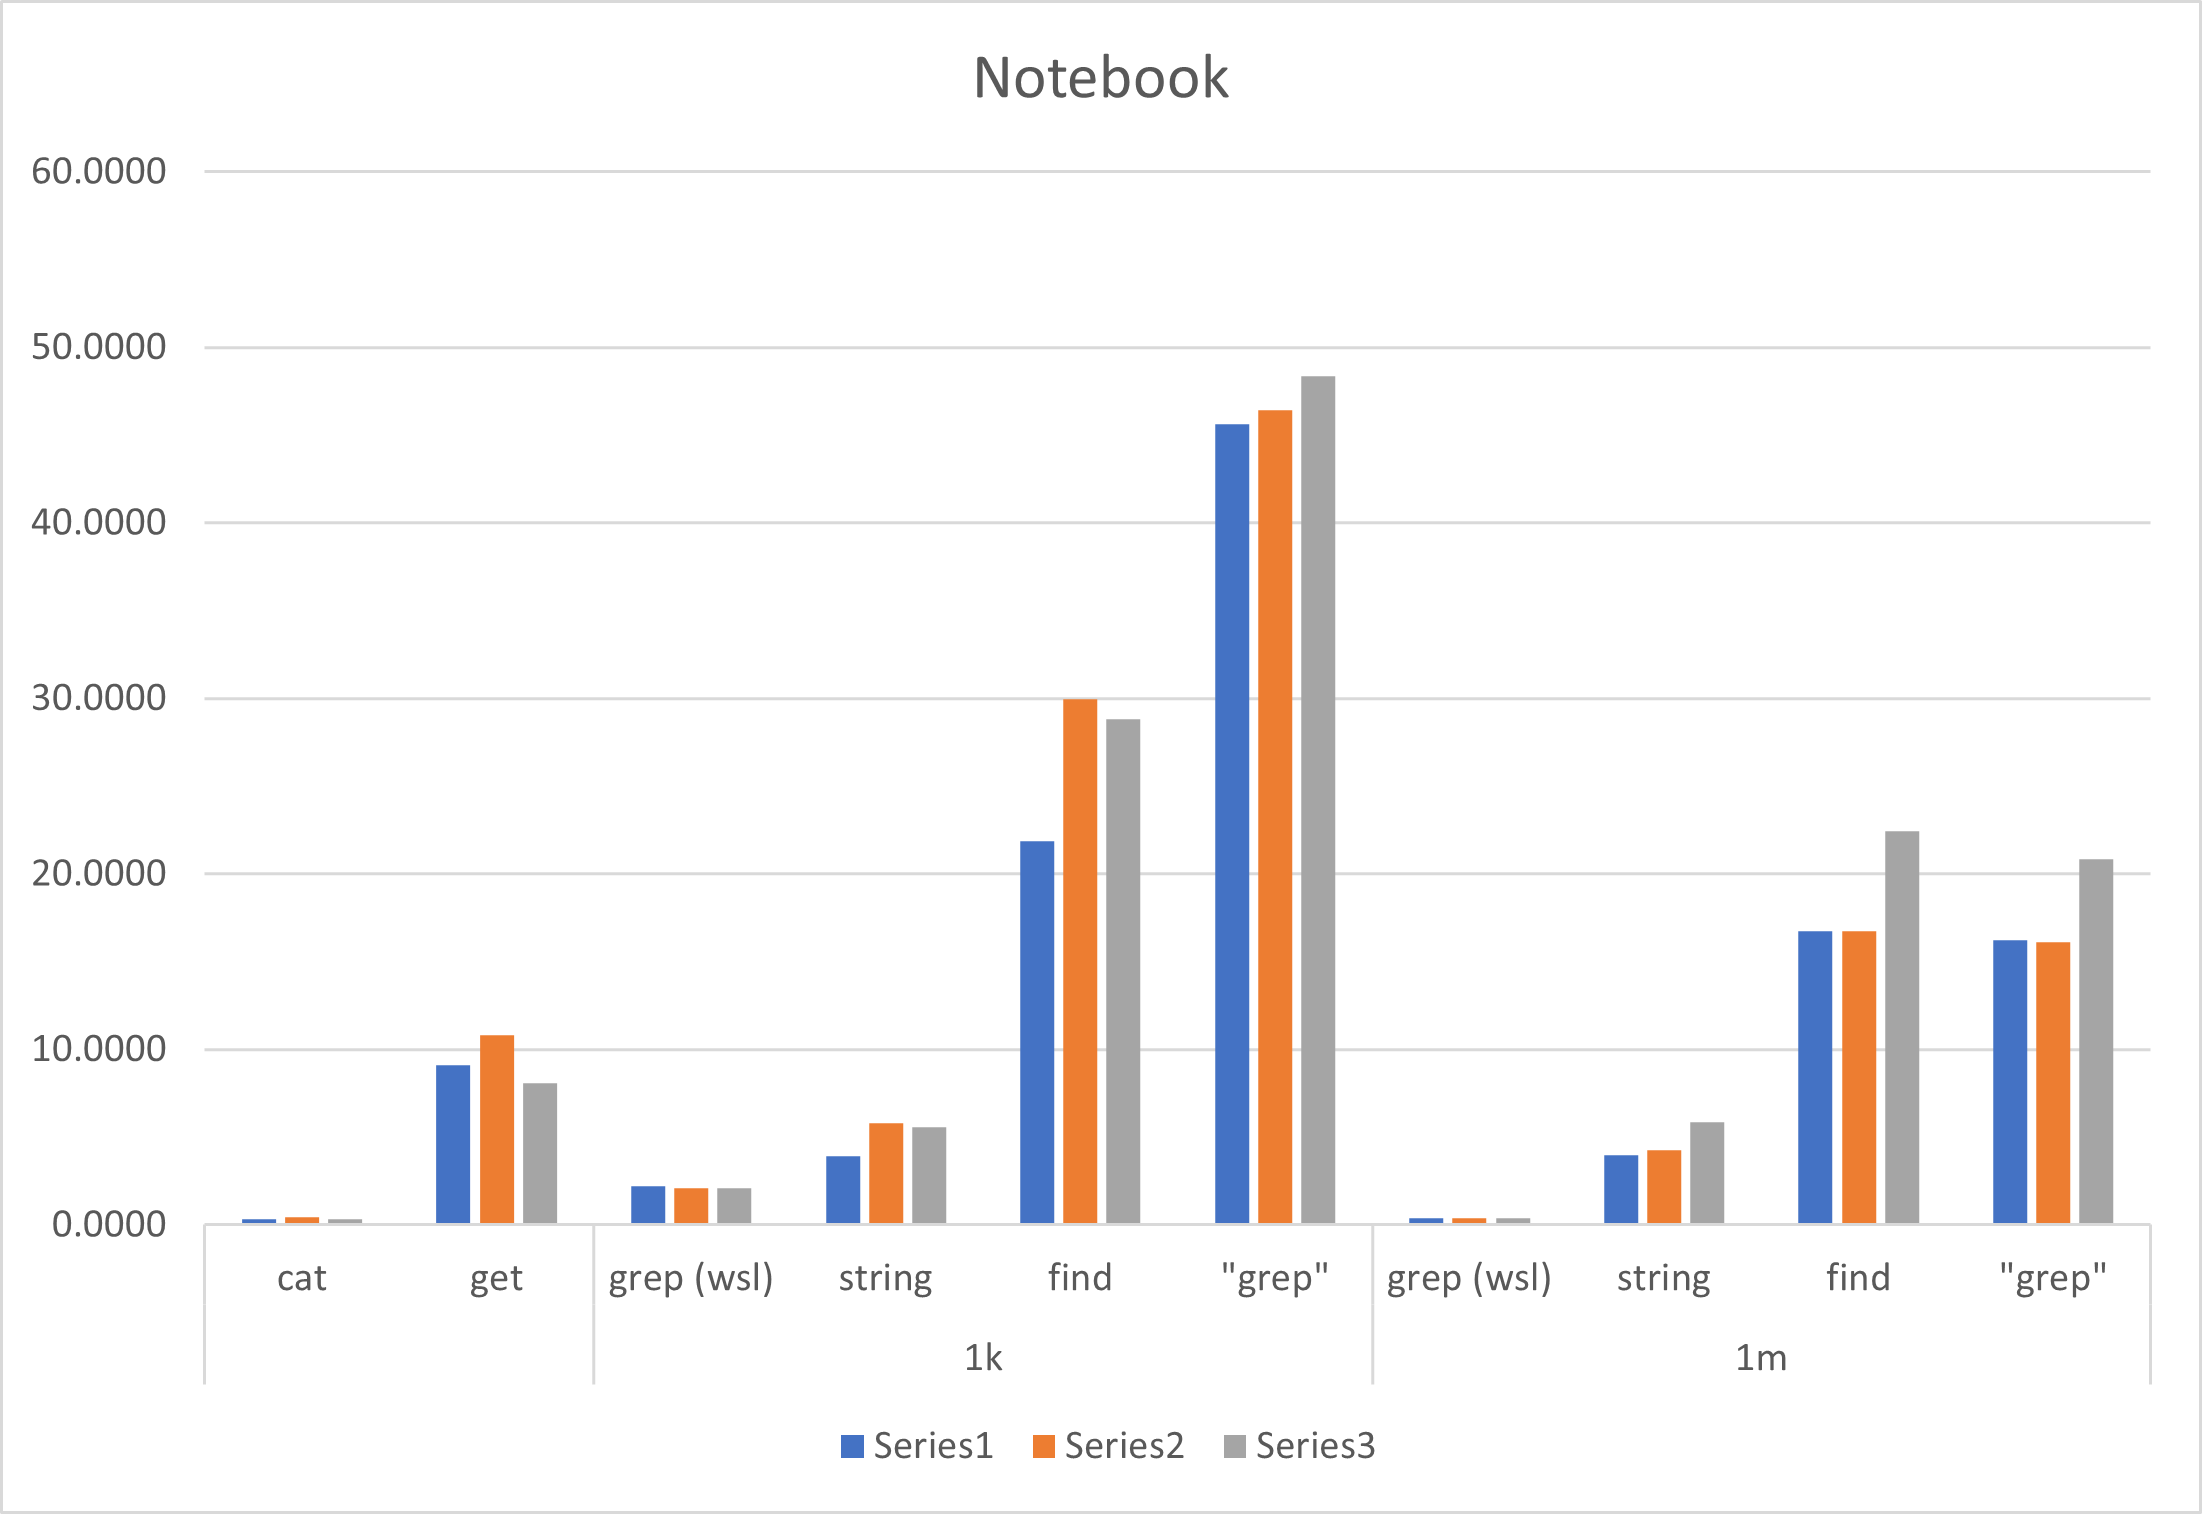 Notebook
60.0000
50.0000
40.0000
30.0000
20.0000
10.0000
0.0000
cat get grep (wsl) string find "grep" grep (wsl) string find "grep"
1k 1m
Series1 Series2 Series3